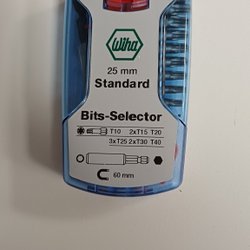 Wiha
25 mm
Standard
Bits-Selector
T10 2xT15 T20
3xT25 2xT30 T40
60 mm